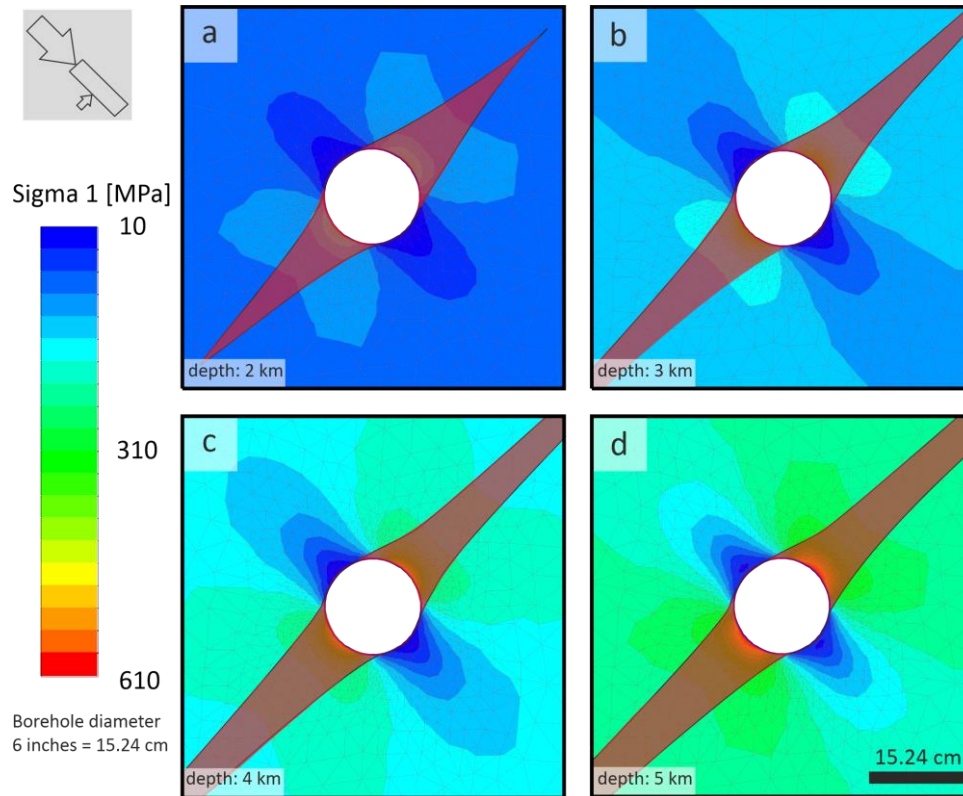 a
b
Sigma 1 [MPa]
10
310
610
Borehole diameter
6 inches = 15.24 cm
depth: 2 km
depth: 3 km
c
d
depth: 4 km
depth: 5 km
15.24 cm